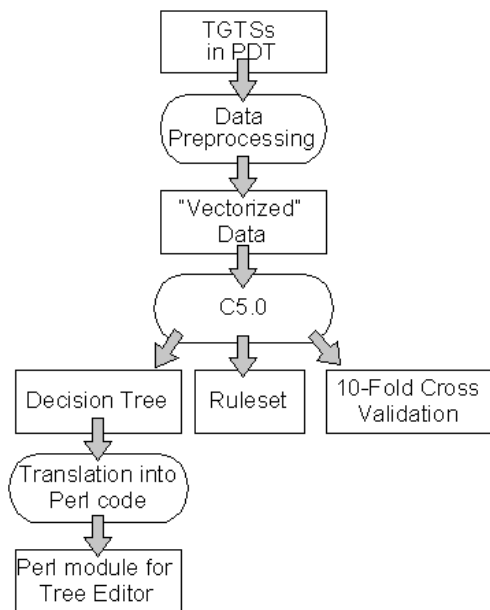 TGTSs
in PDT
Data
Preprocessing
"Vectorized"
Data
C5.0
Decision Tree
Ruleset
10-Fold Cross
Validation
Translation into
Perl code
Perl module for
Tree Editor